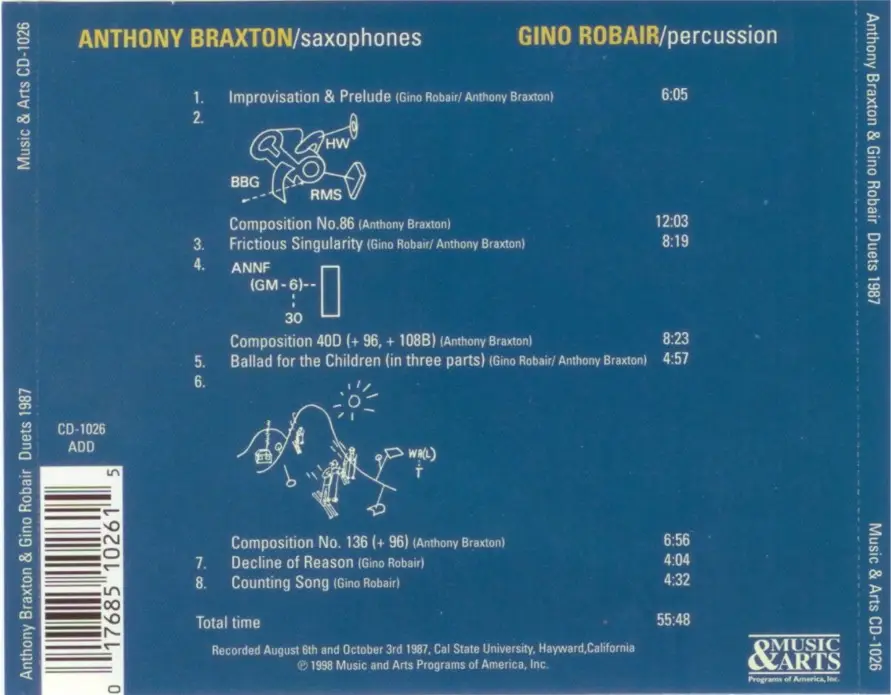 ANTHONY BRAXTON/saxophones
GINO ROBAIR/percussion
1. Improvisation & Prelude (Gino Robair/ Anthony Braxton) 6:05
2.
HW
BBG
RMS
Composition No.86 (Anthony Braxton) 12:03
3. Frictious Singularity (Gino Robair/ Anthony Braxton) 8:19
4. ANNF
(GM-6)--
30
Composition 40D (+ 96, + 108B) (Anthony Braxton) 8:23
5. Ballad for the Children (in three parts) (Gino Robair/ Anthony Braxton) 4:57
6.
WR(L)
T
Composition No. 136 (+ 96) (Anthony Braxton) 6:56
7. Decline of Reason (Gino Robair) 4:04
8. Counting Song (Gino Robair) 4:32
Total time 55:48
Recorded August 6th and October 3rd 1987, Cal State University, Hayward,California
℗ 1998 Music and Arts Programs of America, Inc.
CD-1026
ADD
0 17685 10261 5
&MUSIC
&ARTS
Programs of America, Inc.
Music & Arts CD-1026
Anthony Braxton & Gino Robair Duets 1987
Anthony Braxton & Gino Robair Duets 1987
Music & Arts CD-1026